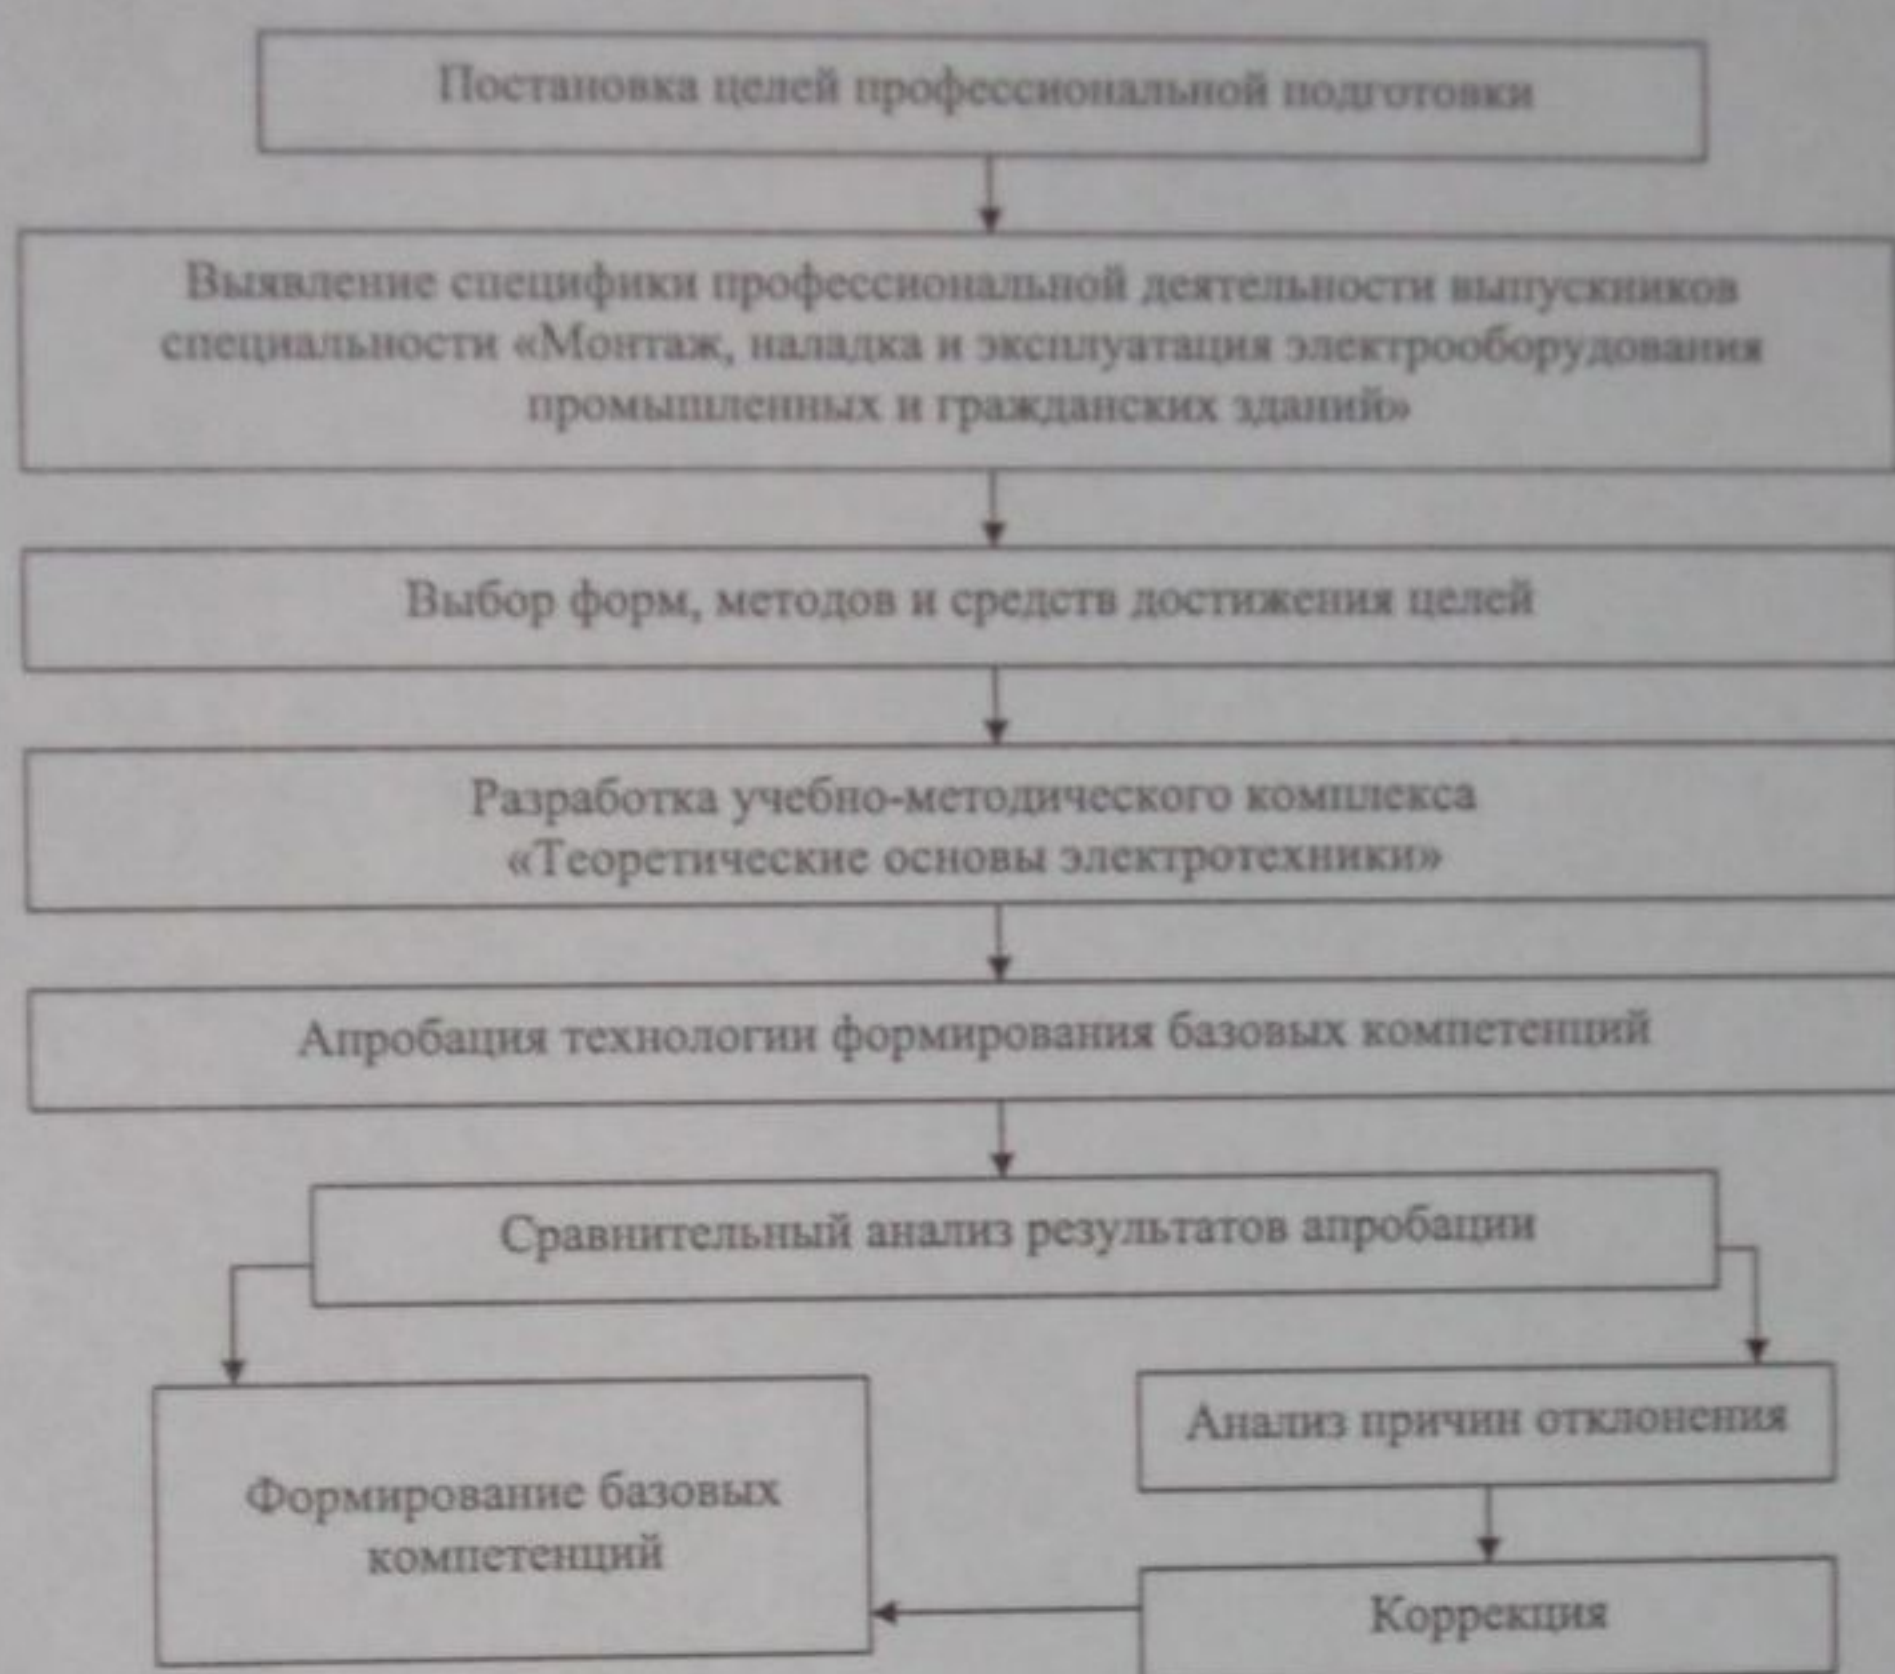 Постановка целей профессиональной подготовки
Выявление специфики профессиональной деятельности выпускников
специальности «Монтаж, наладка и эксплуатация электрооборудования
промышленных и гражданских зданий»
Выбор форм, методов и средств достижения целей
Разработка учебно-методического комплекса
«Теоретические основы электротехники»
Апробация технологии формирования базовых компетенций
Сравнительный анализ результатов апробации
Анализ причин отклонения
Формирование базовых
компетенций
Коррекция